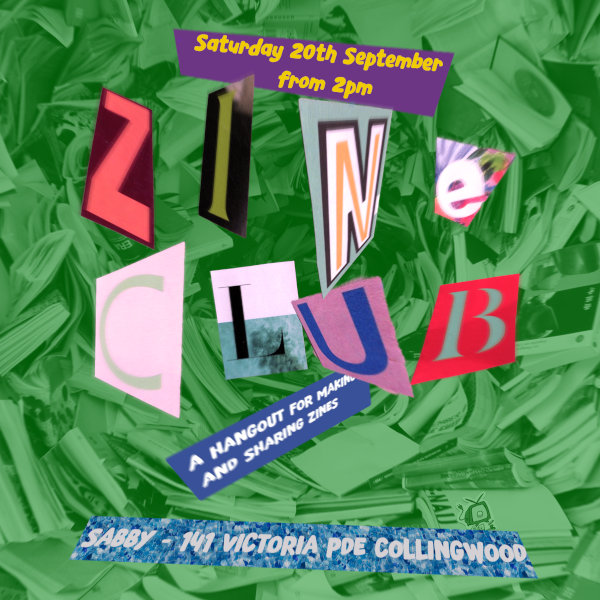 Saturday 20th September
from 2pm
ZINe
CLUB
A HANGOUT FOR MAKING
AND SHARING ZINES
SABBY - 141 VICTORIA PDE COLLINGWOOD